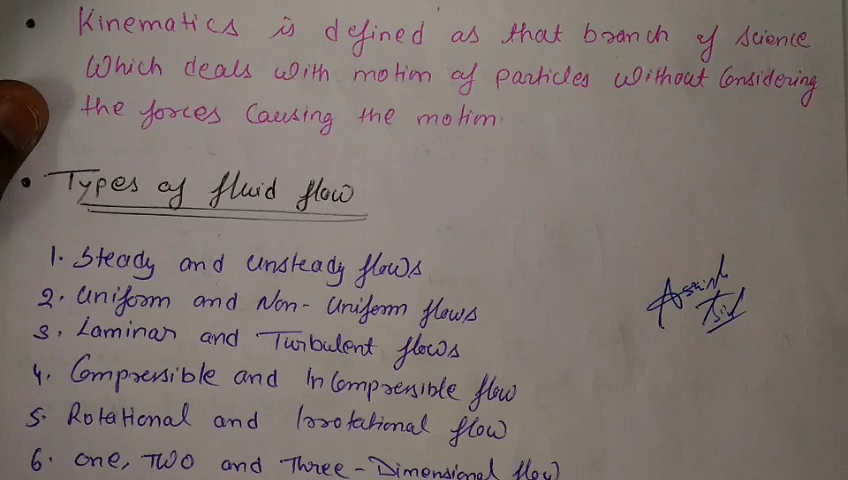 • Kinematics is defined as that branch of science
Which deals with motion of particles without Considering
the forces Causing the motion.
• Types of fluid flow
1. Steady and unsteady flows
2. Uniform and Non-Uniform flows
3. Laminar and Turbulent flows
4. Compressible and Incompressible flow
5. Rotational and Irrotational flow
6. One, Two and Three-Dimensional flow